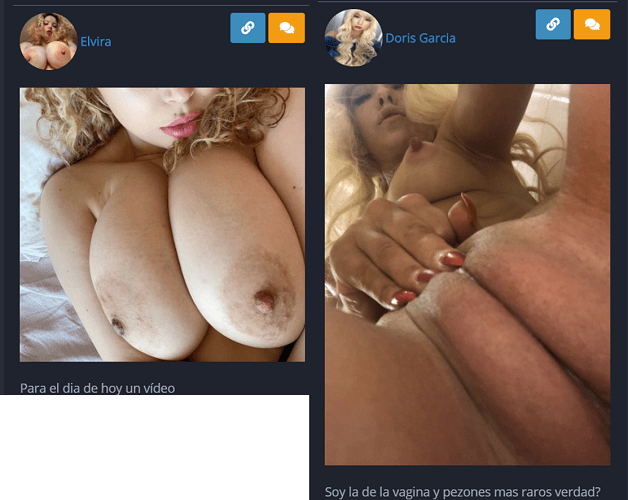 Elvira
Para el dia de hoy un vídeo
Doris Garcia
Soy la de la vagina y pezones mas raros verdad?